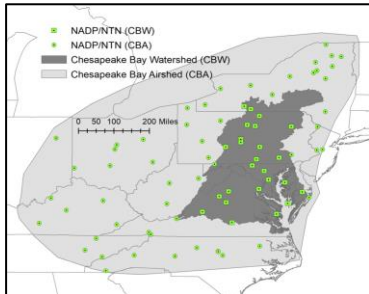 NADP/NTN (CBW)
NADP/NTN (CBA)
Chesapeake Bay Watershed (CBW)
Chesapeake Bay Airshed (CBA)
0 50 100 200 Miles